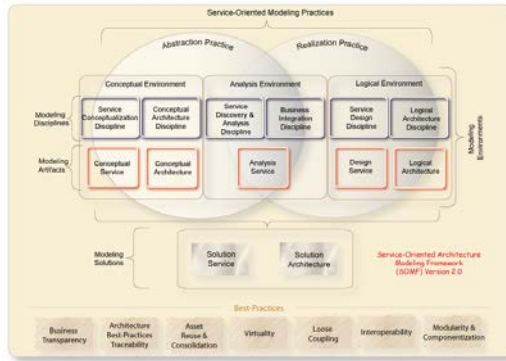 Service-Oriented Modeling Practices
Abstraction Practice
Realization Practice
Conceptual Environment
Analysis Environment
Logical Environment
Modeling
Disciplines
Service
Conceptualization
Discipline
Conceptual
Architecture
Discipline
Service
Discovery &
Analysis
Discipline
Business
Integration
Discipline
Service
Design
Discipline
Logical
Architecture
Discipline
Modeling
Environments
Modeling
Artifacts
Conceptual
Service
Conceptual
Architecture
Analysis
Service
Design
Service
Logical
Architecture
Modeling
Solutions
Solution
Service
Solution
Architecture
Service-Oriented Architecture
Modeling Framework
(SOMF) Version 2.0
Best-Practices
Business
Transparency
Architecture
Best-Practices
Traceability
Asset
Reuse &
Consolidation
Virtuality
Loose
Coupling
Interoperability
Modularity &
Componentization